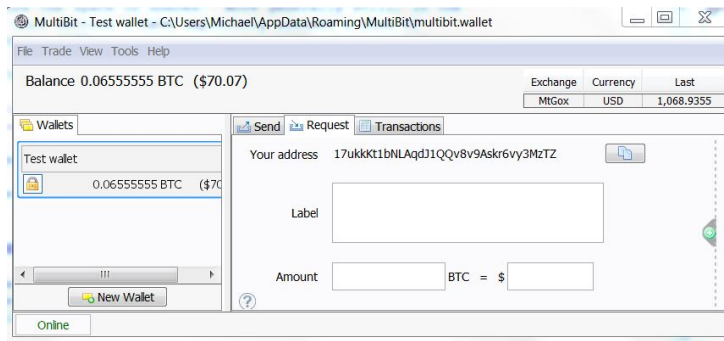 MultiBit - Test wallet - C:\Users\Michael\AppData\Roaming\MultiBit\multibit.wallet
File Trade View Tools Help
Balance 0.06555555 BTC ($70.07)
Exchange Currency Last
MtGox USD 1,068.9355
Wallets
Send Request Transactions
Test wallet
0.06555555 BTC ($70
Your address 17ukkKt1bNLAqdJ1QQv8v9Askr6vy3MzTZ
Label
Amount BTC = $
New Wallet
?
Online